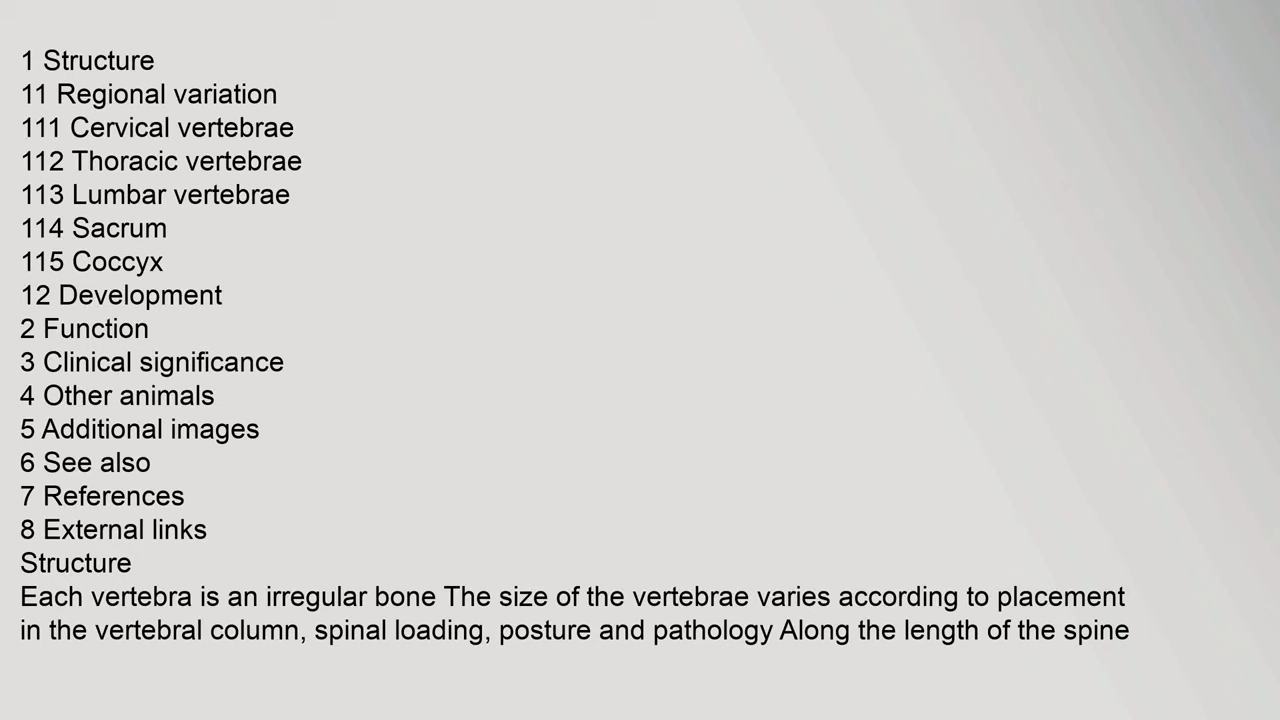 1 Structure
11 Regional variation
111 Cervical vertebrae
112 Thoracic vertebrae
113 Lumbar vertebrae
114 Sacrum
115 Coccyx
12 Development
2 Function
3 Clinical significance
4 Other animals
5 Additional images
6 See also
7 References
8 External links
Structure
Each vertebra is an irregular bone The size of the vertebrae varies according to placement
in the vertebral column, spinal loading, posture and pathology Along the length of the spine